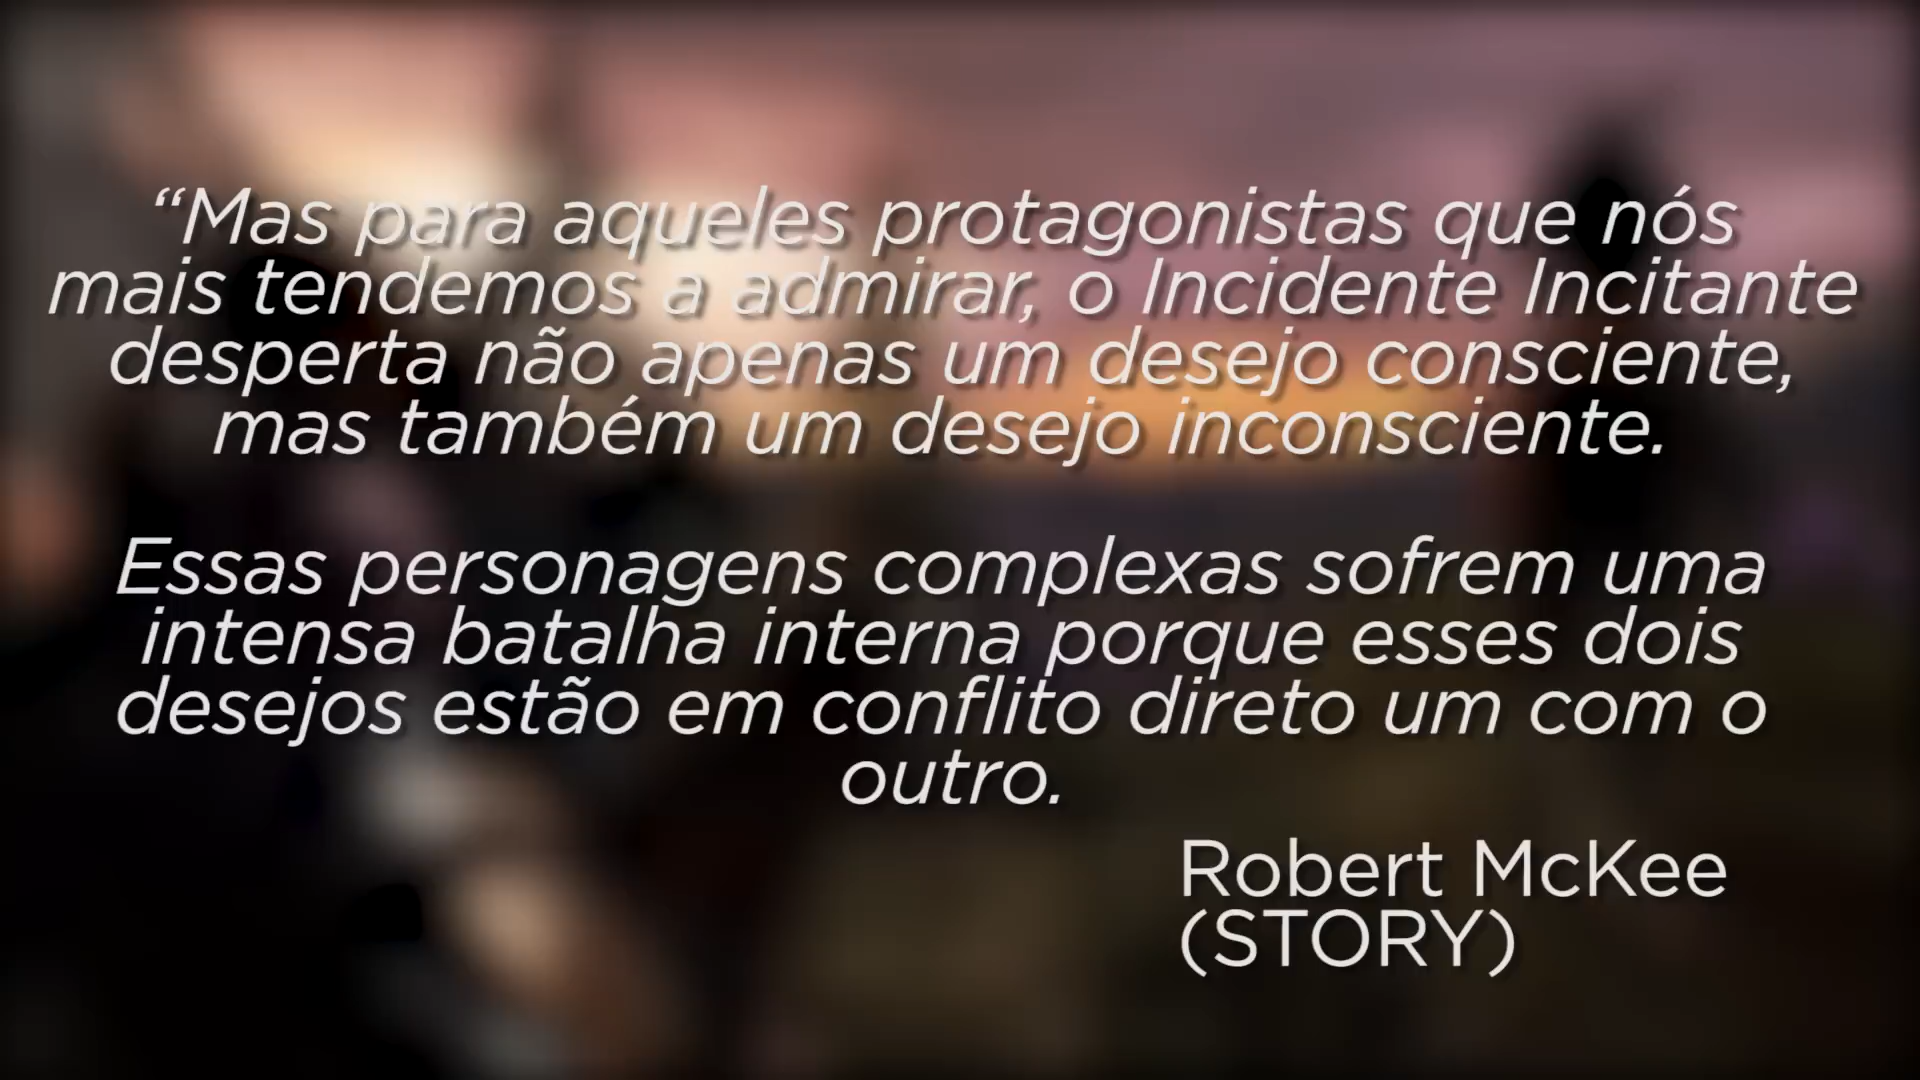 “Mas para aqueles protagonistas que nós
mais tendemos a admirar, o Incidente Incitante
desperta não apenas um desejo consciente,
mas também um desejo inconsciente.
Essas personagens complexas sofrem uma
intensa batalha interna porque esses dois
desejos estão em conflito direto um com o
outro.
Robert McKee
(STORY)